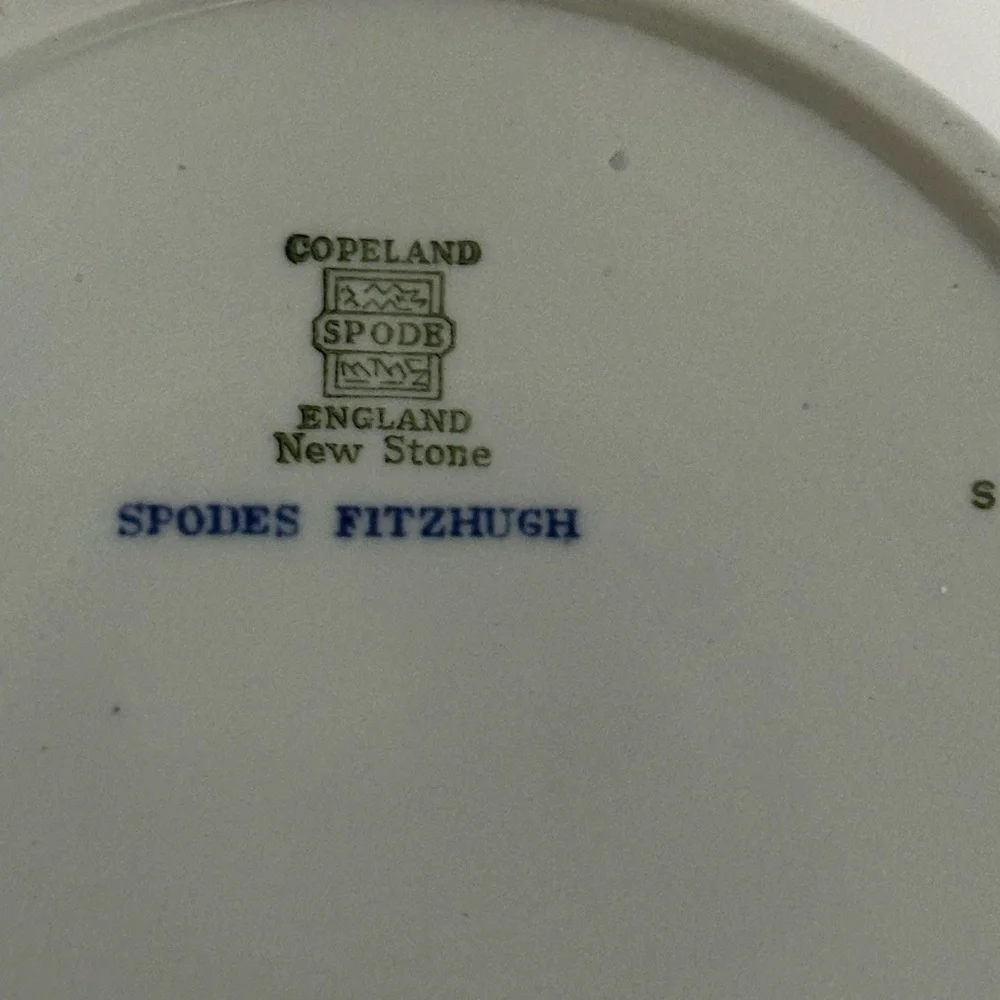 COPELAND
SPODE
ENGLAND
New Stone
SPODES FITZHUGH
S